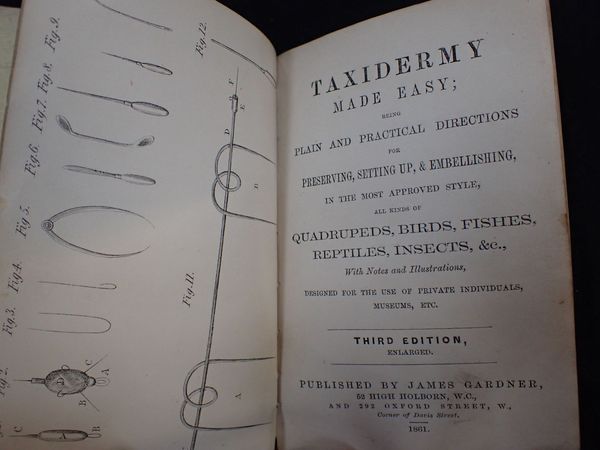 Fig. 9.
Fig. 8.
Fig. 7.
Fig. 6.
Fig. 5.
Fig. 4.
Fig. 3.
Fig. 2.
C
A
B
C
B
Fig. 12.
F
E
D
B
Fig. 11.
A
TAXIDERMY
MADE EASY;
BEING
PLAIN AND PRACTICAL DIRECTIONS
FOR
PRESERVING, SETTING UP, & EMBELLISHING,
IN THE MOST APPROVED STYLE,
ALL KINDS OF
QUADRUPEDS, BIRDS, FISHES,
REPTILES, INSECTS, &c.,
With Notes and Illustrations,
DESIGNED FOR THE USE OF PRIVATE INDIVIDUALS,
MUSEUMS, ETC.
THIRD EDITION,
ENLARGED.
PUBLISHED BY JAMES GARDNER,
52 HIGH HOLBORN, W.C.,
AND 292 OXFORD STREET, W.,
Corner of Davis Street.
1861.